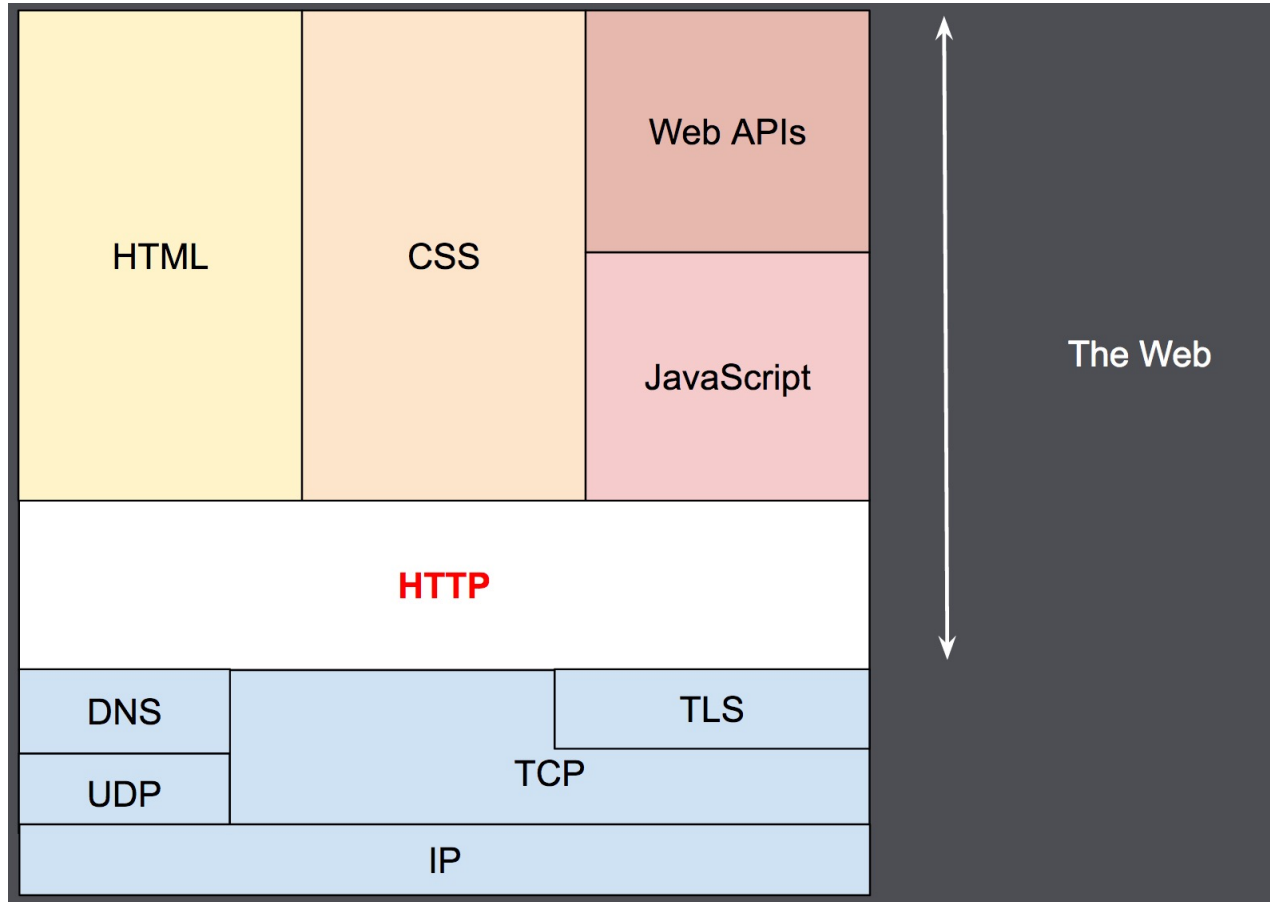 Web APIs
HTML
CSS
The Web
JavaScript
HTTP
DNS
TLS
TCP
UDP
IP